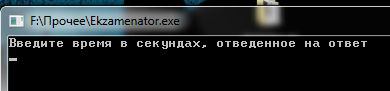 F:\Прочее\Ekzamenator.exe
Введите время в секундах, отведенное на ответ